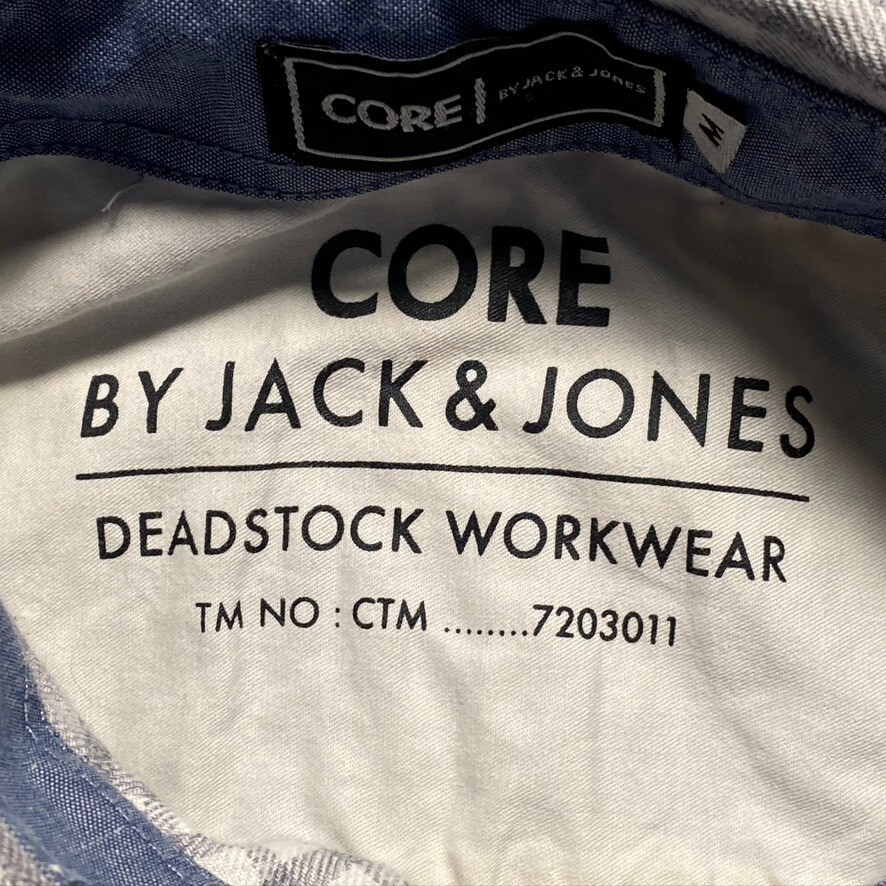 CORE | BY JACK & JONES
M
CORE
BY JACK & JONES
DEADSTOCK WORKWEAR
TM NO : CTM ........7203011